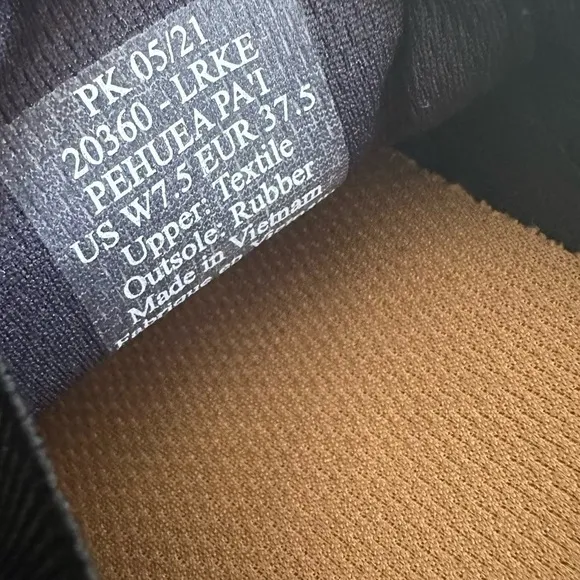 PK 05/21
20360 - LRKE
PEHUEA PA'I
US W7.5 EUR 37.5
Upper: Textile
Outsole: Rubber
Made in Vietnam